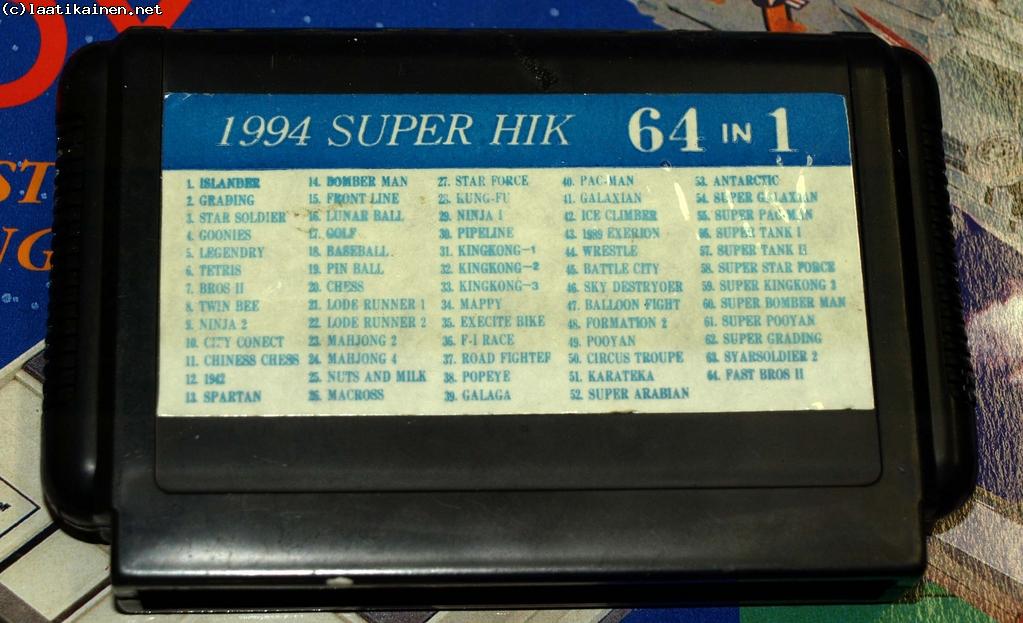 (c)laatikainen.net
ST
NG
1994 SUPER HIK 64 IN 1
1. ISLANDER
2. GRADING
3. STAR SOLDIER
4. GOONIES
5. LEGENDRY
6. TETRIS
7. BROS II
8. TWIN BEE
9. NINJA 2
10. CITY CONECT
11. CHINESS CHESS
12. 1942
13. SPARTAN
14. BOMBER MAN
15. FRONT LINE
16. LUNAR BALL
17. GOLF
18. BASEBALL
19. PIN BALL
20. CHESS
21. LODE RUNNER 1
22. LODE RUNNER 2
23. MAHJONG 2
24. MAHJONG 4
25. NUTS AND MILK
26. MACROSS
27. STAR FORCE
28. KUNG-FU
29. NINJA 1
30. PIPELINE
31. KINGKONG-1
32. KINGKONG-2
33. KINGKONG-3
34. MAPPY
35. EXECITE BIKE
36. F-1 RACE
37. ROAD FIGHTEF
38. POPEYE
39. GALAGA
40. PAC-MAN
41. GALAXIAN
42. ICE CLIMBER
43. 1989 EXERION
44. WRESTLE
45. BATTLE CITY
46. SKY DESTRYOER
47. BALLOON FIGHT
48. FORMATION 2
49. POOYAN
50. CIRCUS TROUPE
51. KARATEKA
52. SUPER ARABIAN
53. ANTARCTIC
54. SUPER GALAXIAN
55. SUPER PAC-MAN
56. SUPER TANK I
57. SUPER TANK II
58. SUPER STAR FORCE
59. SUPER KINGKONG 3
60. SUPER BOMBER MAN
61. SUPER POOYAN
62. SUPER GRADING
63. SYARSOLDIER 2
64. FAST BROS II